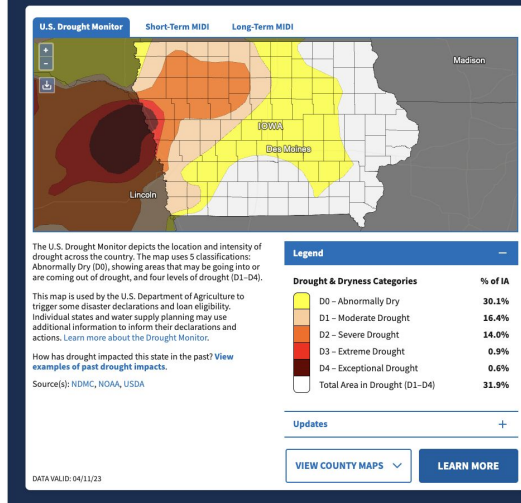 U.S. Drought Monitor
Short-Term MIDI
Long-Term MIDI
+
−
Madison
IOWA
Des Moines
Lincoln
The U.S. Drought Monitor depicts the location and intensity of
drought across the country. The map uses 5 classifications:
Abnormally Dry (D0), showing areas that may be going into or
are coming out of drought, and four levels of drought (D1–D4).
This map is used by the U.S. Department of Agriculture to
trigger some disaster declarations and loan eligibility.
Individual states and water supply planning may use
additional information to inform their declarations and
actions. Learn more about the Drought Monitor.
How has drought impacted this state in the past? View
examples of past drought impacts.
Source(s): NDMC, NOAA, USDA
DATA VALID: 04/11/23
Legend −
Drought & Dryness Categories % of IA
D0 – Abnormally Dry 30.1%
D1 – Moderate Drought 16.4%
D2 – Severe Drought 14.0%
D3 – Extreme Drought 0.9%
D4 – Exceptional Drought 0.6%
Total Area in Drought (D1–D4) 31.9%
Updates +
VIEW COUNTY MAPS
LEARN MORE